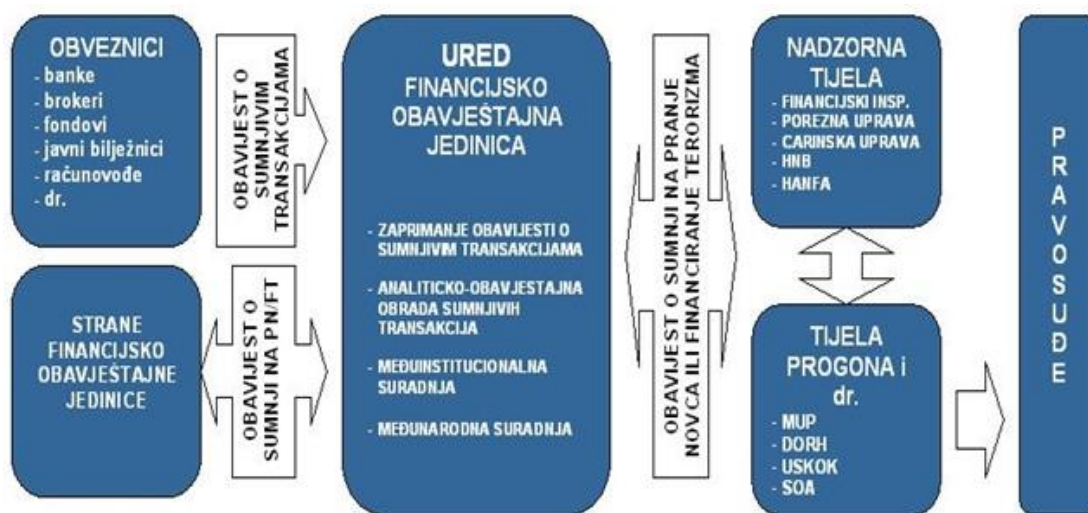 OBVEZNICI
- banke
- brokeri
- fondovi
- javni bilježnici
- računovođe
- dr.
OBAVIJEST O
SUMNJIVIM
TRANSAKCIJAMA
STRANE
FINANCIJSKO
OBAVJEŠTAJNE
JEDINICE
OBAVIJEST O
SUMNJI NA PN/FT
URED
FINANCIJSKO
OBAVJEŠTAJNA
JEDINICA
- ZAPRIMANJE OBAVIJESTI O
SUMNJIVIM TRANSAKCIJAMA
- ANALITICKO-OBAVJESTAJNA
OBRADA SUMNJIVIH
TRANSAKCIJA
- MEĐUINSTITUCIONALNA
SURADNJA
- MEĐUNARODNA SURADNJA
OBAVIJEST O SUMNJI NA PRANJE
NOVCA ILI FINANCIRANJE TERORIZMA
NADZORNA
TIJELA
- FINANCIJSKI INSP.
- POREZNA UPRAVA
- CARINSKA UPRAVA
- HNB
- HANFA
TIJELA
PROGONA i
dr.
- MUP
- DORH
- USKOK
- SOA
PRAVOSUĐE